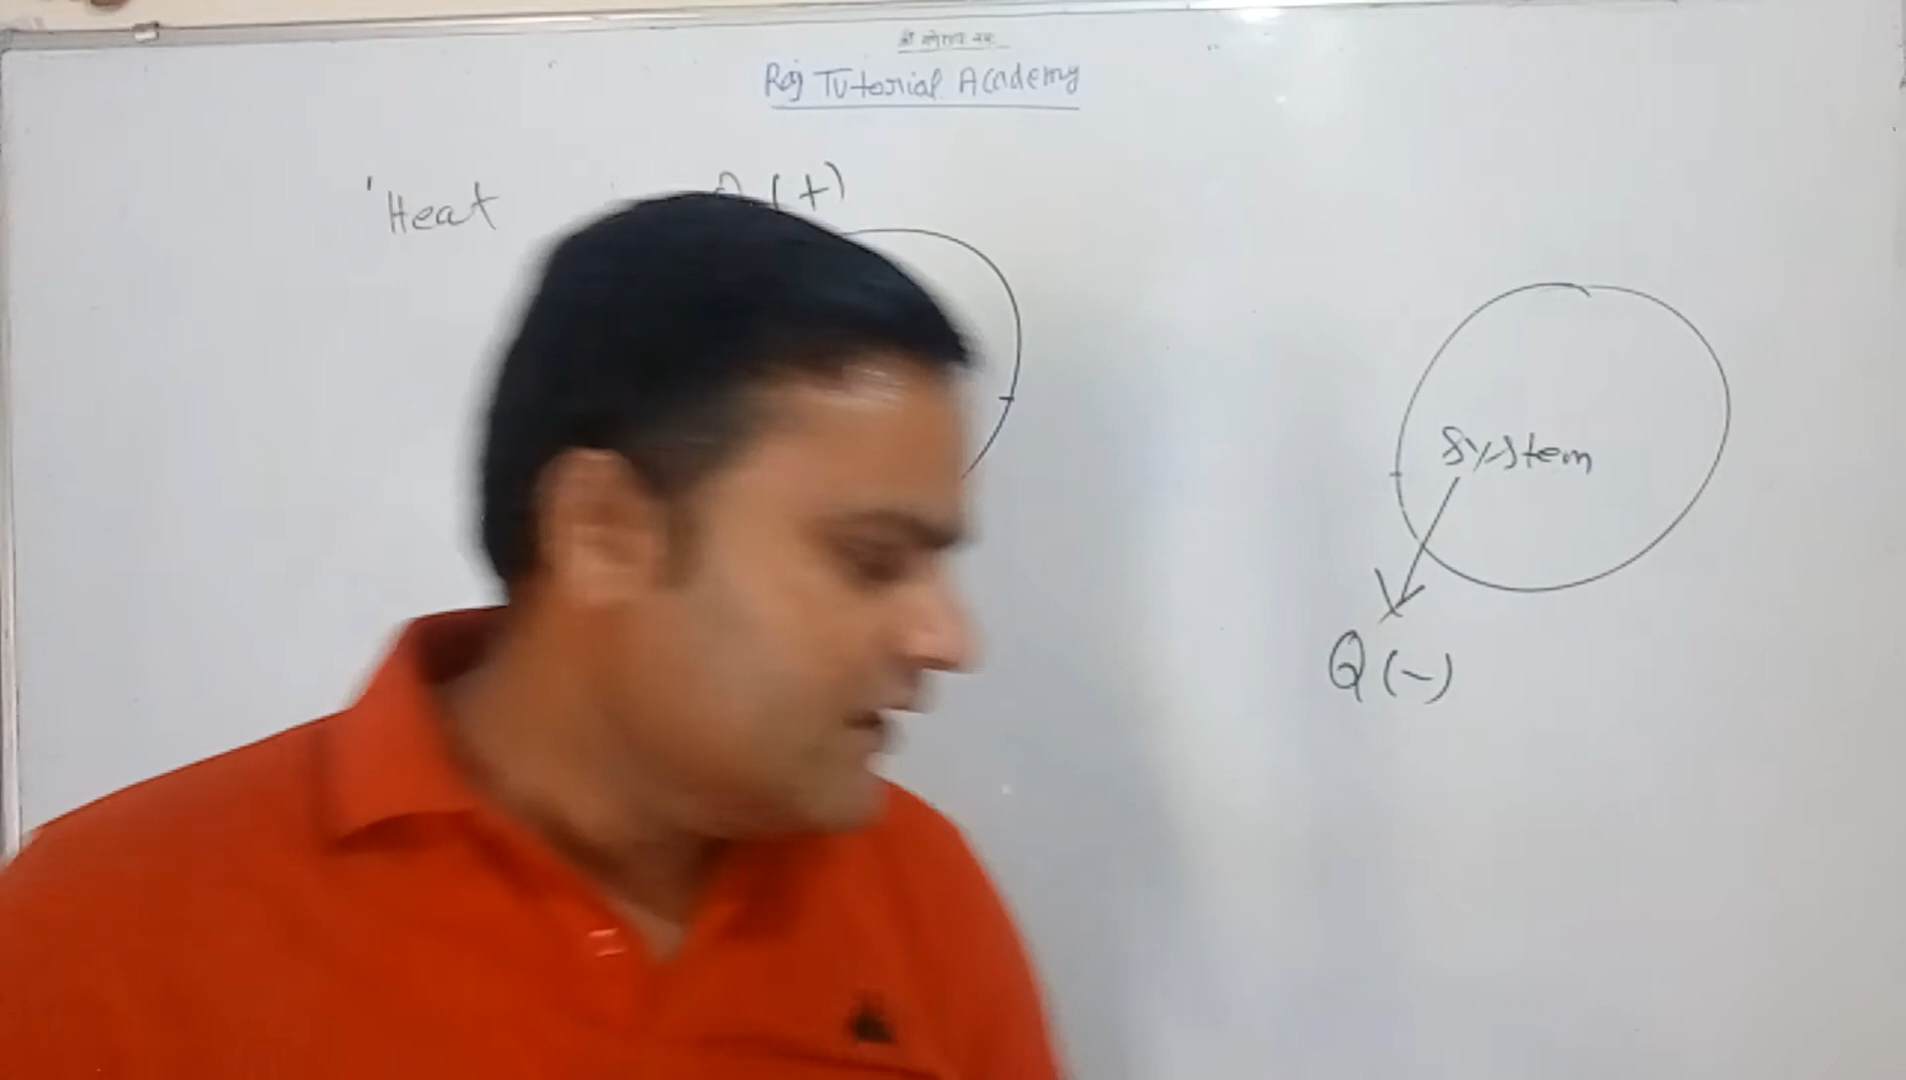 Raj Tutorial Academy
Heat Q (+)
System
Q (-)